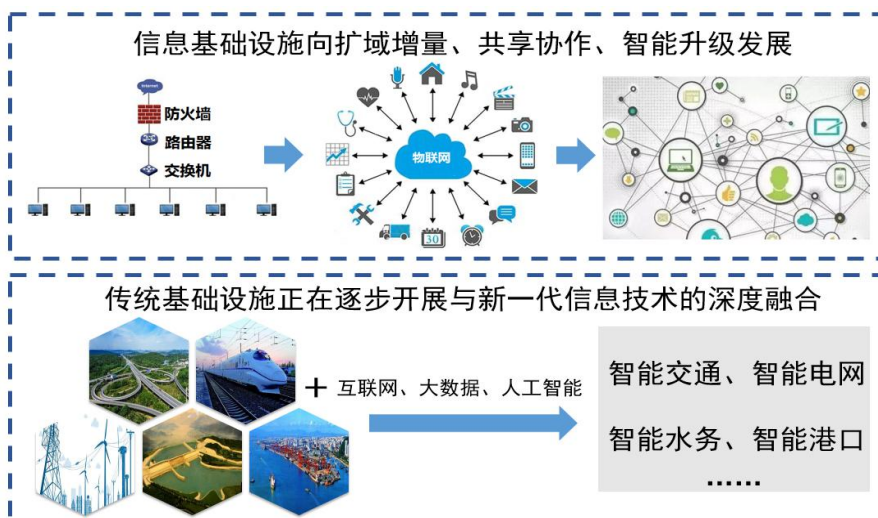 信息基础设施向扩域增量、共享协作、智能升级发展
Internet
防火墙
路由器
交换机
物联网
30
传统基础设施正在逐步开展与新一代信息技术的深度融合
+ 互联网、大数据、人工智能
智能交通、智能电网
智能水务、智能港口
……